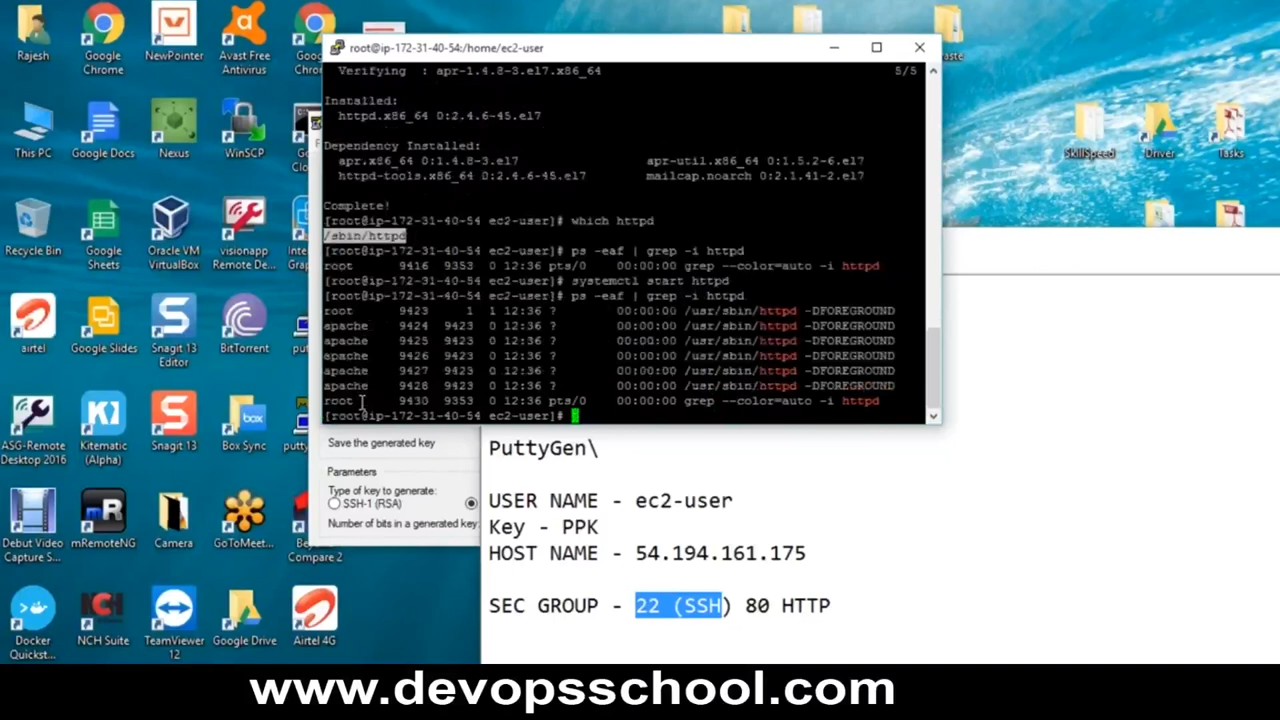 Rajesh
Google Chrome
NewPointer
Avast Free Antivirus
This PC
Google Docs
Nexus
WinSCP
Recycle Bin
Google Sheets
Oracle VM VirtualBox
visionapp Remote De...
airtel
Google Slides
Snagit 13 Editor
BitTorrent
ASG-Remote Desktop 2016
Kitematic (Alpha)
Snagit 13
Box Sync
Debut Video Capture S...
mRemoteNG
Camera
GoToMeet...
Beyond Compare 2
Docker Quickst...
NCH Suite
TeamViewer 12
Google Drive
Airtel 4G
SkillSpeed
Driver
Tasks
root@ip-172-31-40-54:/home/ec2-user
Verifying : apr-1.4.8-3.el7.x86_64 5/5
Installed:
httpd.x86_64 0:2.4.6-45.el7
Dependency Installed:
apr.x86_64 0:1.4.8-3.el7 apr-util.x86_64 0:1.5.2-6.el7
httpd-tools.x86_64 0:2.4.6-45.el7 mailcap.noarch 0:2.1.41-2.el7
Complete!
[root@ip-172-31-40-54 ec2-user]# which httpd
/sbin/httpd
[root@ip-172-31-40-54 ec2-user]# ps -eaf | grep -i httpd
root 9416 9353 0 12:36 pts/0 00:00:00 grep --color=auto -i httpd
[root@ip-172-31-40-54 ec2-user]# systemctl start httpd
[root@ip-172-31-40-54 ec2-user]# ps -eaf | grep -i httpd
root 9423 1 1 12:36 ? 00:00:00 /usr/sbin/httpd -DFOREGROUND
apache 9424 9423 0 12:36 ? 00:00:00 /usr/sbin/httpd -DFOREGROUND
apache 9425 9423 0 12:36 ? 00:00:00 /usr/sbin/httpd -DFOREGROUND
apache 9426 9423 0 12:36 ? 00:00:00 /usr/sbin/httpd -DFOREGROUND
apache 9427 9423 0 12:36 ? 00:00:00 /usr/sbin/httpd -DFOREGROUND
apache 9428 9423 0 12:36 ? 00:00:00 /usr/sbin/httpd -DFOREGROUND
root 9430 9353 0 12:36 pts/0 00:00:00 grep --color=auto -i httpd
[root@ip-172-31-40-54 ec2-user]#
Save the generated key
Parameters
Type of key to generate:
SSH-1 (RSA)
Number of bits in a generated key:
PuttyGen\
USER NAME - ec2-user
Key - PPK
HOST NAME - 54.194.161.175
SEC GROUP - 22 (SSH) 80 HTTP
www.devopsschool.com